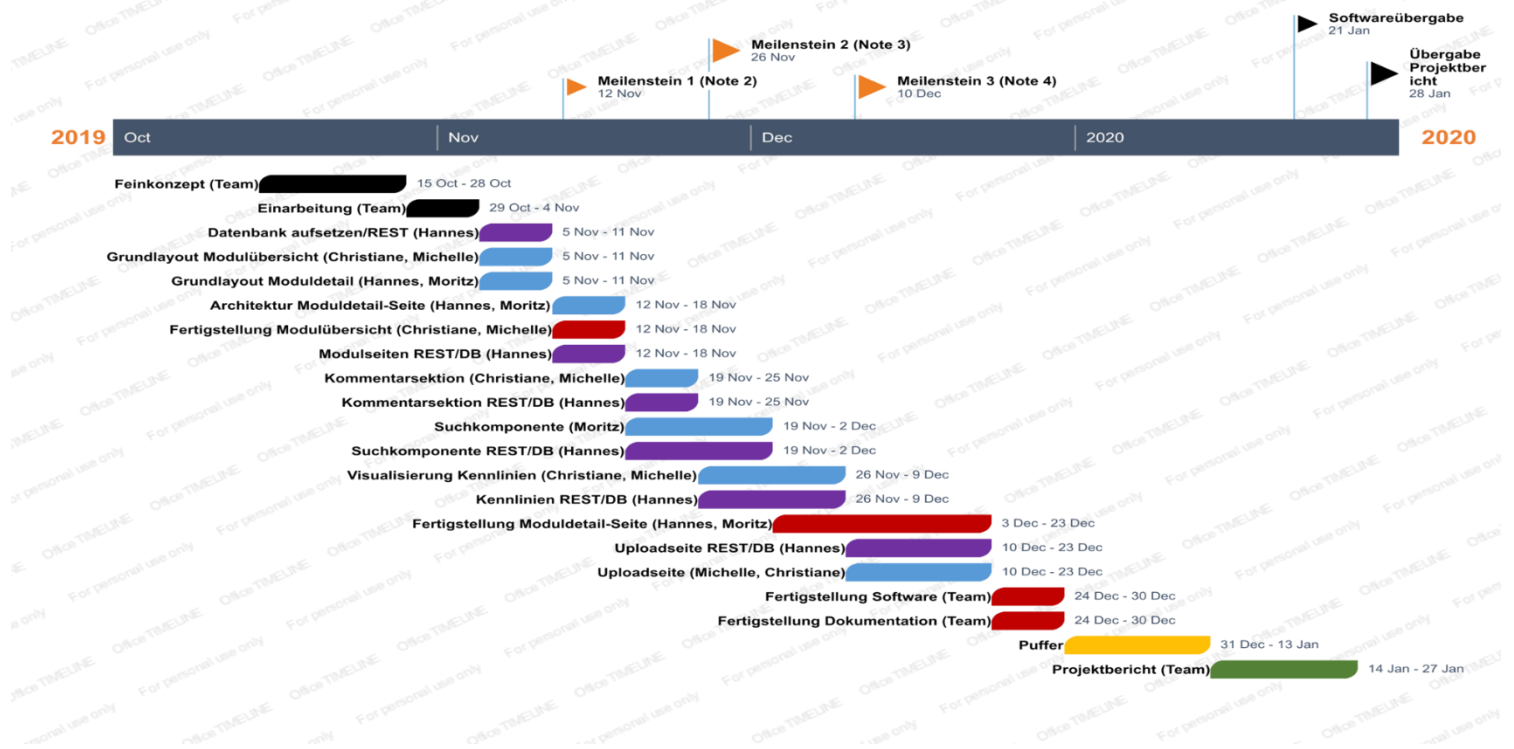 Softwareübergabe
21 Jan
Meilenstein 2 (Note 3)
26 Nov
Übergabe
Projektber
icht
28 Jan
Meilenstein 1 (Note 2)
12 Nov
Meilenstein 3 (Note 4)
10 Dec
2019 Oct Nov Dec 2020 2020
Feinkonzept (Team) 15 Oct - 28 Oct
Einarbeitung (Team) 29 Oct - 4 Nov
Datenbank aufsetzen/REST (Hannes) 5 Nov - 11 Nov
Grundlayout Modulübersicht (Christiane, Michelle) 5 Nov - 11 Nov
Grundlayout Moduldetail (Hannes, Moritz) 5 Nov - 11 Nov
Architektur Moduldetail-Seite (Hannes, Moritz) 12 Nov - 18 Nov
Fertigstellung Modulübersicht (Christiane, Michelle) 12 Nov - 18 Nov
Modulseiten REST/DB (Hannes) 12 Nov - 18 Nov
Kommentarsektion (Christiane, Michelle) 19 Nov - 25 Nov
Kommentarsektion REST/DB (Hannes) 19 Nov - 25 Nov
Suchkomponente (Moritz) 19 Nov - 2 Dec
Suchkomponente REST/DB (Hannes) 19 Nov - 2 Dec
Visualisierung Kennlinien (Christiane, Michelle) 26 Nov - 9 Dec
Kennlinien REST/DB (Hannes) 26 Nov - 9 Dec
Fertigstellung Moduldetail-Seite (Hannes, Moritz) 3 Dec - 23 Dec
Uploadseite REST/DB (Hannes) 10 Dec - 23 Dec
Uploadseite (Michelle, Christiane) 10 Dec - 23 Dec
Fertigstellung Software (Team) 24 Dec - 30 Dec
Fertigstellung Dokumentation (Team) 24 Dec - 30 Dec
Puffer 31 Dec - 13 Jan
Projektbericht (Team) 14 Jan - 27 Jan
Office TIMELINE
For personal use only